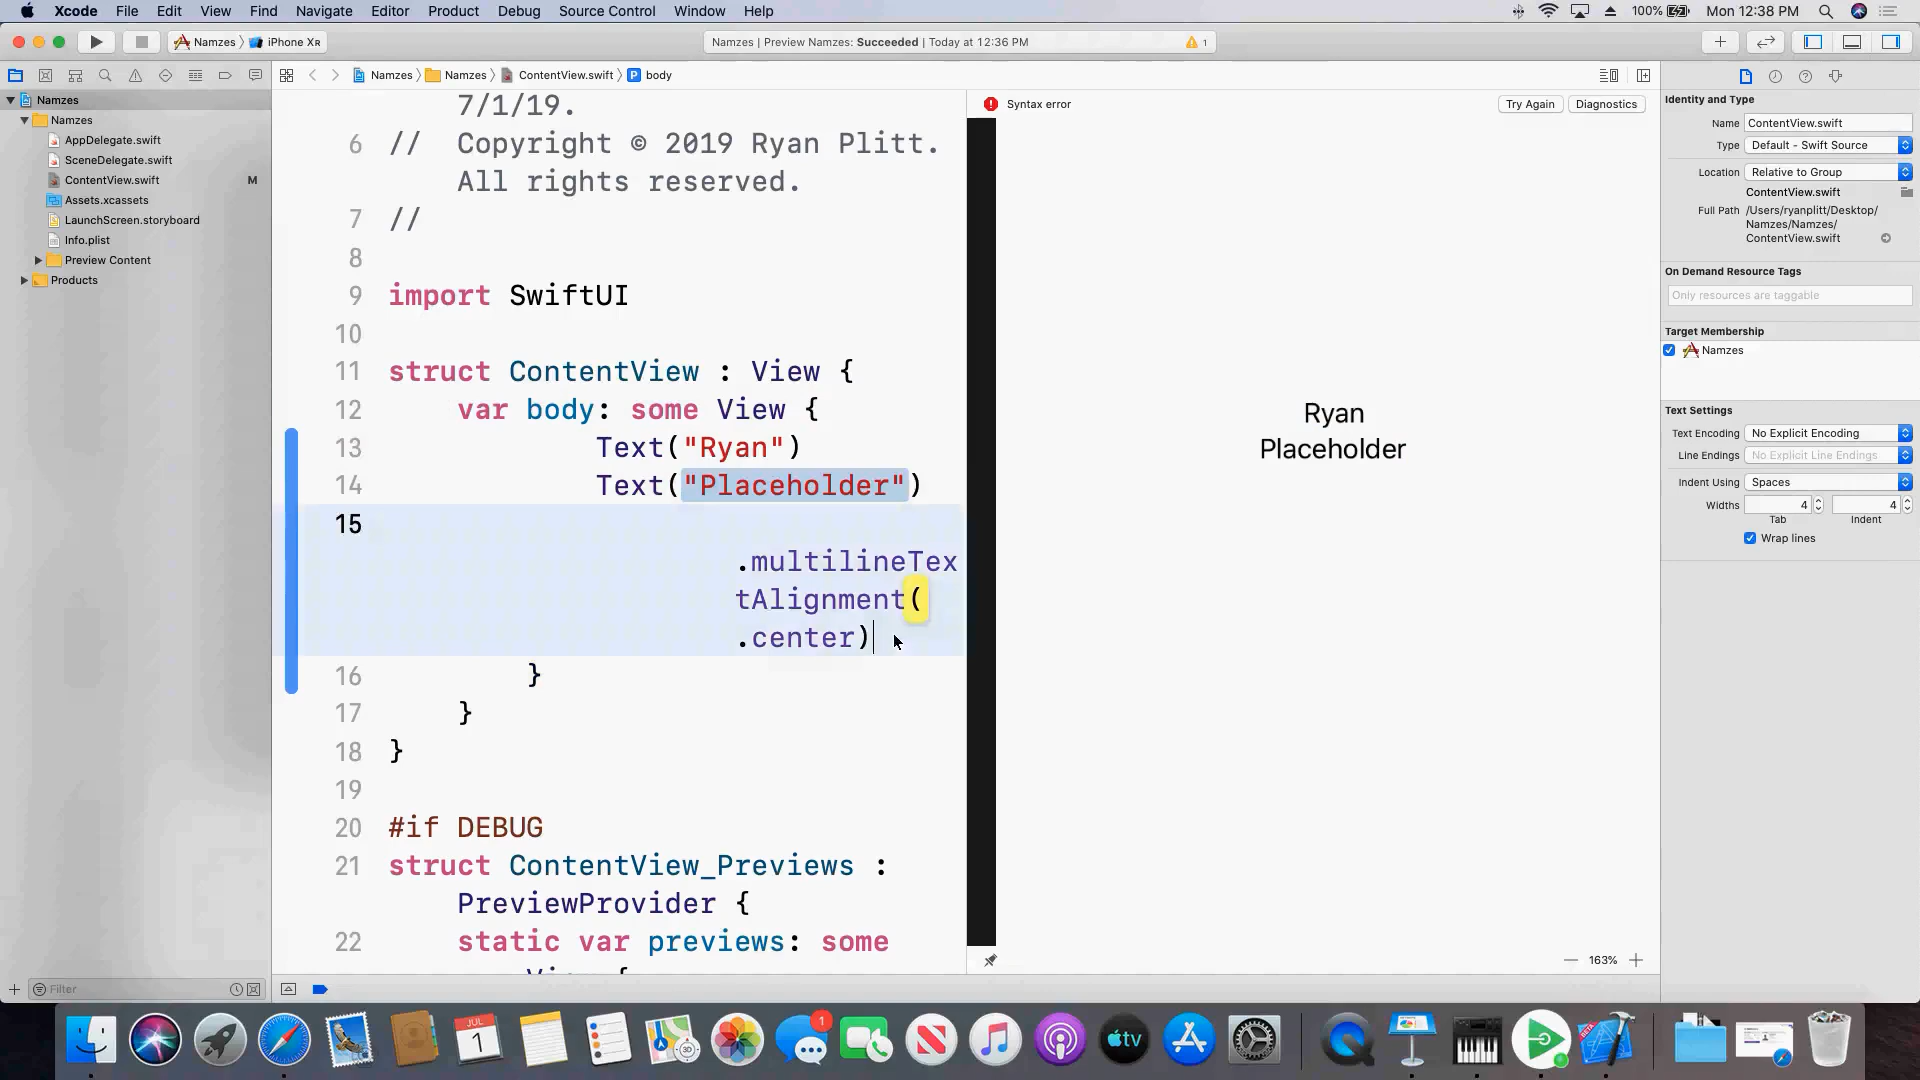 Xcode File Edit View Find Navigate Editor Product Debug Source Control Window Help
100% Mon 12:38 PM
Namzes iPhone XR
Namzes | Preview Namzes: Succeeded | Today at 12:36 PM
1
Namzes
Namzes
AppDelegate.swift
SceneDelegate.swift
ContentView.swift M
Assets.xcassets
LaunchScreen.storyboard
Info.plist
Preview Content
Products
Filter
Namzes Namzes ContentView.swift P body
7/1/19.
6 // Copyright © 2019 Ryan Plitt.
All rights reserved.
7 //
8
9 import SwiftUI
10
11 struct ContentView : View {
12 var body: some View {
13 Text("Ryan")
14 Text("Placeholder")
15
.multilineTex
tAlignment(
.center)
16 }
17 }
18 }
19
20 #if DEBUG
21 struct ContentView_Previews :
PreviewProvider {
22 static var previews: some
View {
Syntax error
Try Again Diagnostics
Ryan
Placeholder
163%
Identity and Type
Name ContentView.swift
Type Default - Swift Source
Location Relative to Group
ContentView.swift
Full Path /Users/ryanplitt/Desktop/
Namzes/Namzes/
ContentView.swift
On Demand Resource Tags
Only resources are taggable
Target Membership
Namzes
Text Settings
Text Encoding No Explicit Encoding
Line Endings No Explicit Line Endings
Indent Using Spaces
Widths 4 4
Tab Indent
Wrap lines
JUL
1
3D
1
tv